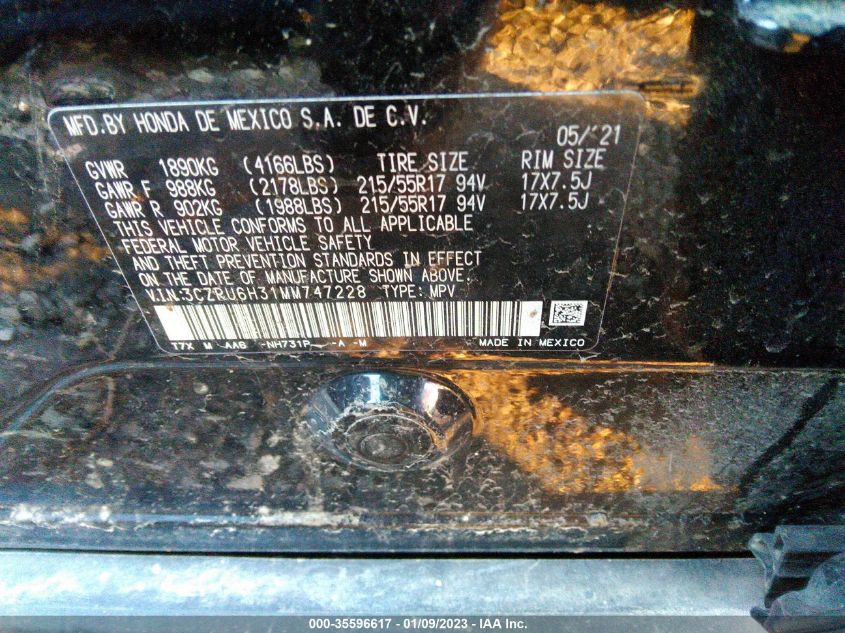 MFD.BY HONDA DE MEXICO S.A. DE C.V.
05/'21
GVWR 1890KG (4166LBS) TIRE SIZE RIM SIZE
GAWR F 988KG (2178LBS) 215/55R17 94V 17X7.5J
GAWR R 902KG (1988LBS) 215/55R17 94V 17X7.5J
THIS VEHICLE CONFORMS TO ALL APPLICABLE
FEDERAL MOTOR VEHICLE SAFETY
AND THEFT PREVENTION STANDARDS IN EFFECT
ON THE DATE OF MANUFACTURE SHOWN ABOVE.
V.I.N:3CZRU6H31MM747228 TYPE: MPV
T7X M AA6 -NH731P -A -M MADE IN MEXICO
000-35596617 - 01/09/2023 - IAA Inc.